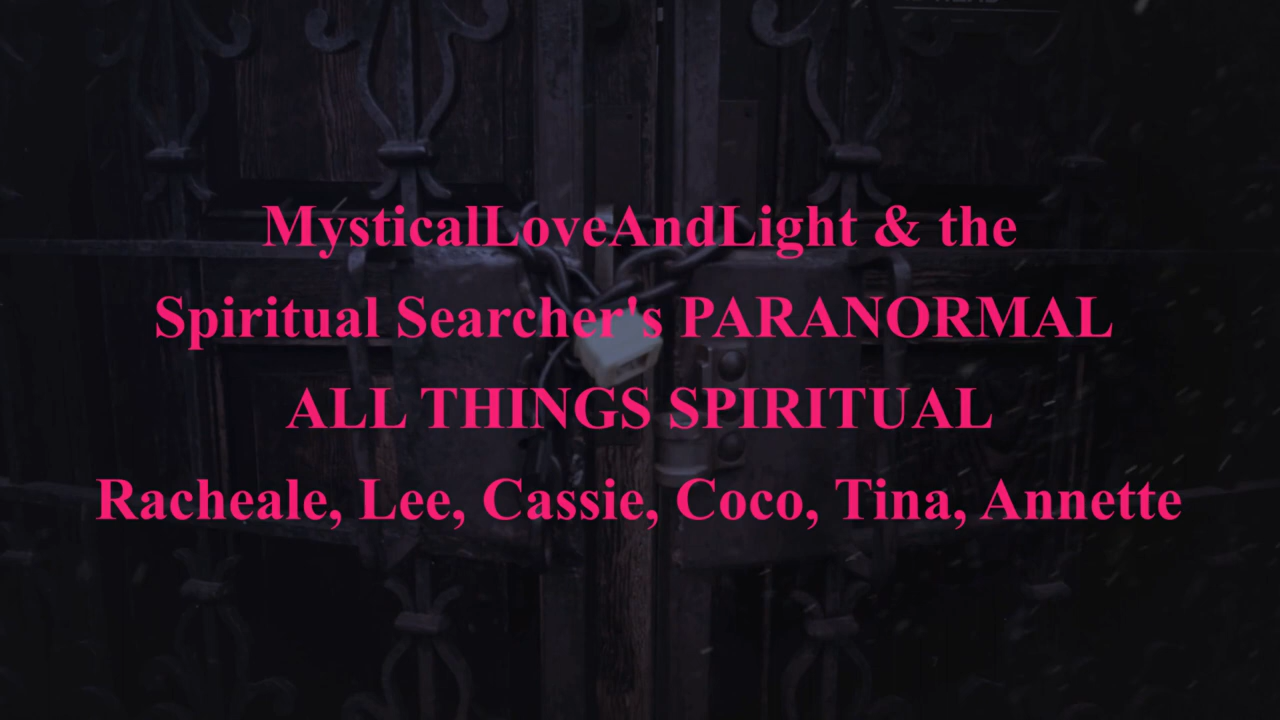 MysticalLoveAndLight & the
Spiritual Searcher's PARANORMAL
ALL THINGS SPIRITUAL
Racheale, Lee, Cassie, Coco, Tina, Annette